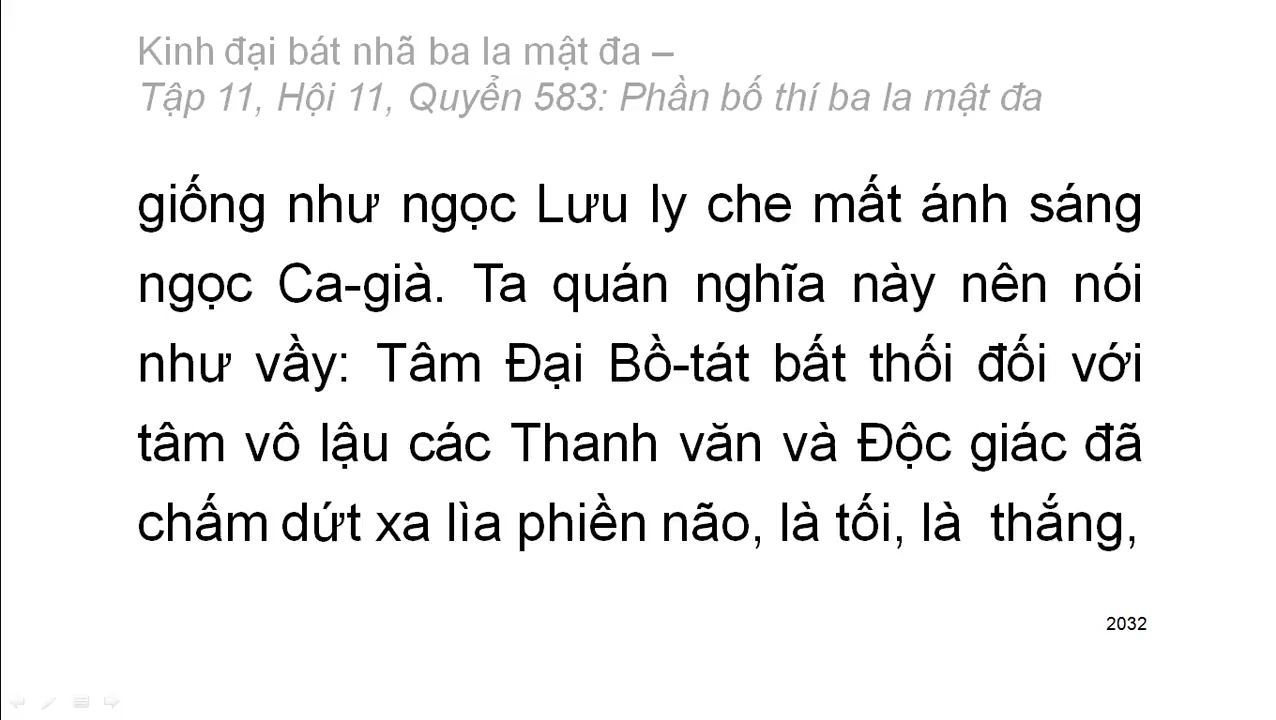 Kinh đại bát nhã ba la mật đa –
Tập 11, Hội 11, Quyển 583: Phần bố thí ba la mật đa
giống như ngọc Lưu ly che mất ánh sáng
ngọc Ca-già. Ta quán nghĩa này nên nói
như vầy: Tâm Đại Bồ-tát bất thối đối với
tâm vô lậu các Thanh văn và Độc giác đã
chấm dứt xa lìa phiền não, là tối, là thắng,
2032